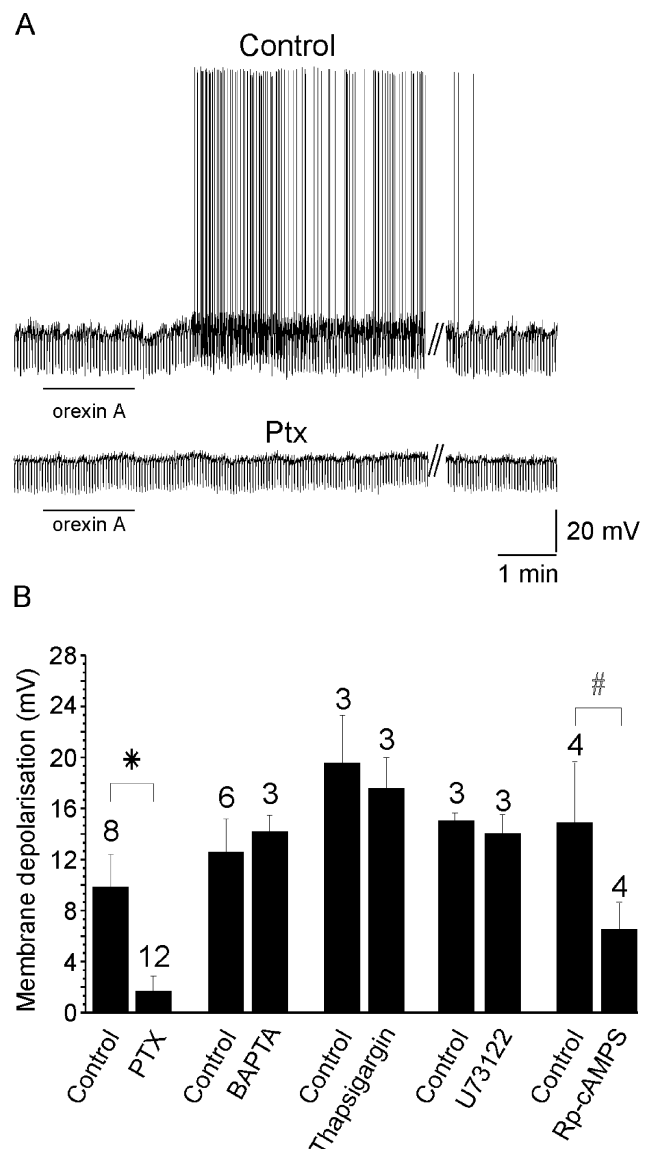 A
Control
//
orexin A
Ptx
//
orexin A
20 mV
1 min
B
Membrane depolarisation (mV)
28
24
20
16
12
8
4
0
*
#
8
12
6
3
3
3
3
3
4
4
Control
PTX
Control
BAPTA
Control
Thapsigargin
Control
U73122
Control
Rp-cAMPS